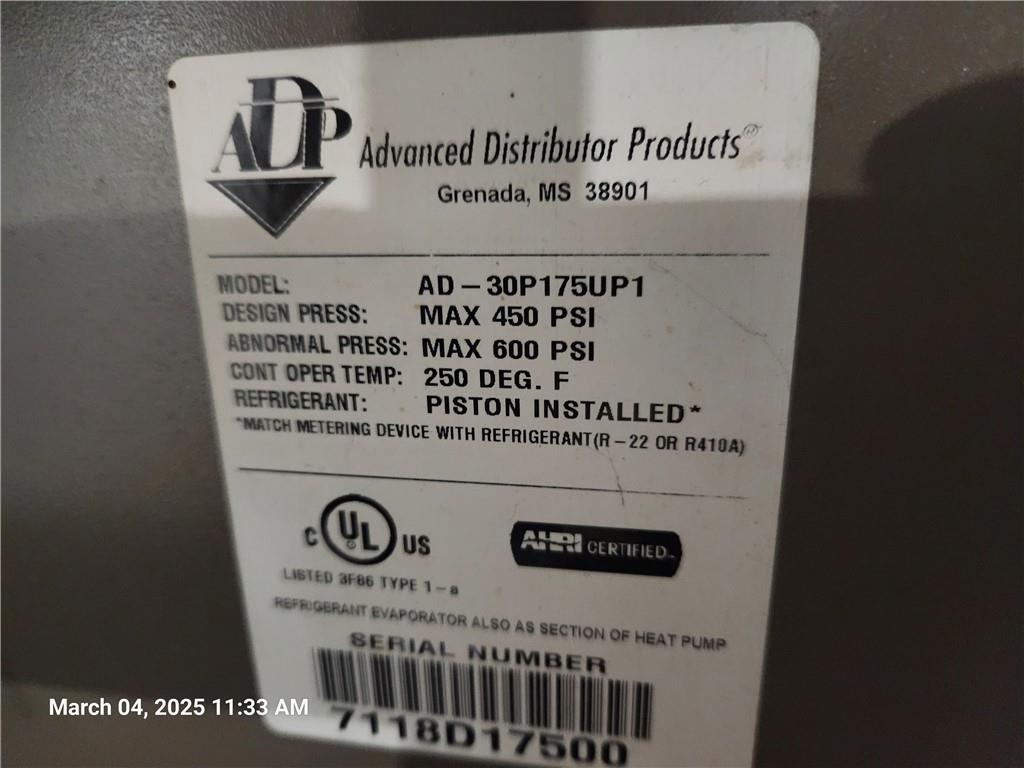 ADP
Advanced Distributor Products®
Grenada, MS 38901
MODEL: AD-30P175UP1
DESIGN PRESS: MAX 450 PSI
ABNORMAL PRESS: MAX 600 PSI
CONT OPER TEMP: 250 DEG. F
REFRIGERANT: PISTON INSTALLED*
*MATCH METERING DEVICE WITH REFRIGERANT(R-22 OR R410A)
C UL US
AHRI CERTIFIED™
LISTED 3F86 TYPE 1-a
REFRIGERANT EVAPORATOR ALSO AS SECTION OF HEAT PUMP
SERIAL NUMBER
7118D17500
March 04, 2025 11:33 AM